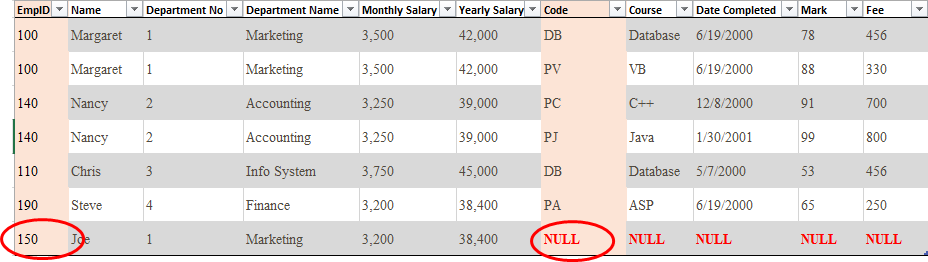 EmpID Name Department No Department Name Monthly Salary Yearly Salary Code Course Date Completed Mark Fee
100 Margaret 1 Marketing 3,500 42,000 DB Database 6/19/2000 78 456
100 Margaret 1 Marketing 3,500 42,000 PV VB 6/19/2000 88 330
140 Nancy 2 Accounting 3,250 39,000 PC C++ 12/8/2000 91 700
140 Nancy 2 Accounting 3,250 39,000 PJ Java 1/30/2001 99 800
110 Chris 3 Info System 3,750 45,000 DB Database 5/7/2000 53 456
190 Steve 4 Finance 3,200 38,400 PA ASP 6/19/2000 65 250
150 Joe 1 Marketing 3,200 38,400 NULL NULL NULL NULL NULL